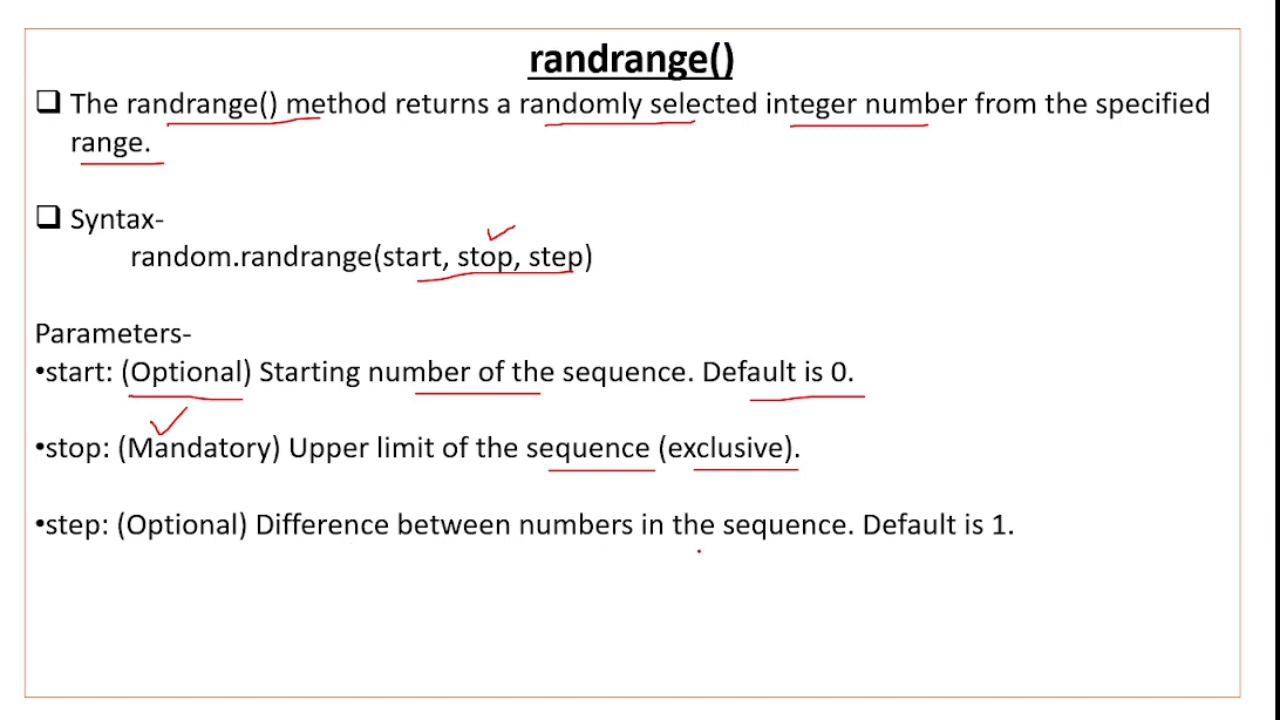 randrange()
❑ The randrange() method returns a randomly selected integer number from the specified
range.
❑ Syntax-
random.randrange(start, stop, step)
Parameters-
•start: (Optional) Starting number of the sequence. Default is 0.
•stop: (Mandatory) Upper limit of the sequence (exclusive).
•step: (Optional) Difference between numbers in the sequence. Default is 1.